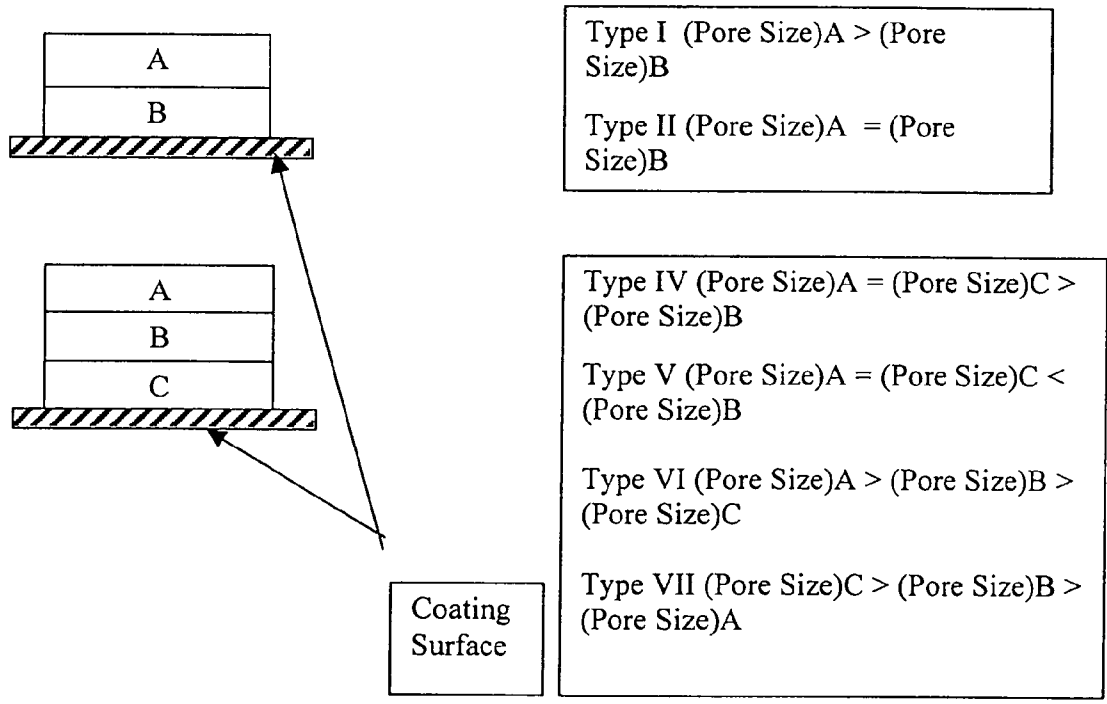 A
B
Type I (Pore Size)A > (Pore
Size)B
Type II (Pore Size)A = (Pore
Size)B
A
B
C
Type IV (Pore Size)A = (Pore Size)C >
(Pore Size)B
Type V (Pore Size)A = (Pore Size)C <
(Pore Size)B
Type VI (Pore Size)A > (Pore Size)B >
(Pore Size)C
Type VII (Pore Size)C > (Pore Size)B >
(Pore Size)A
Coating
Surface